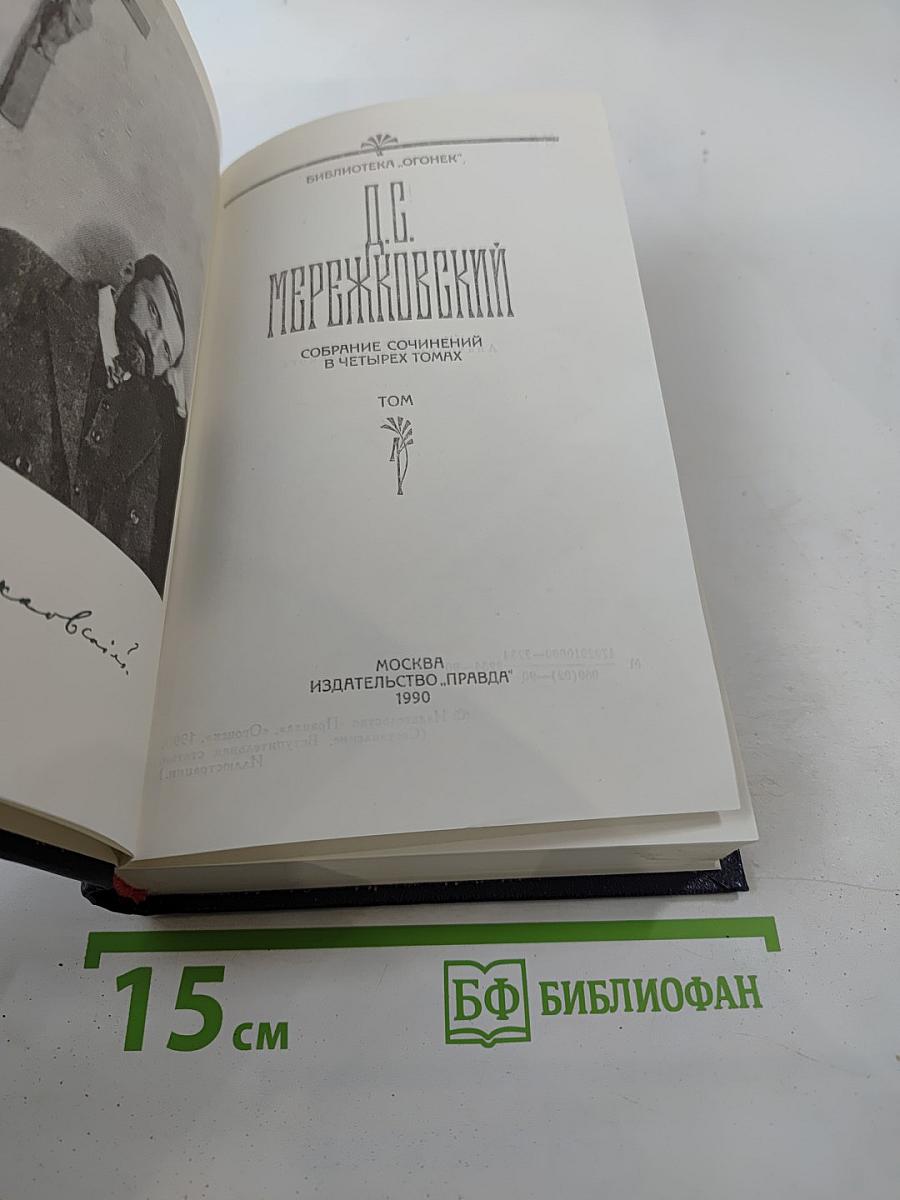 БИБЛИОТЕКА „ОГОНЕК"
Д.С.
МЕРЕЖКОВСКИЙ
СОБРАНИЕ СОЧИНЕНИЙ
В ЧЕТЫРЕХ ТОМАХ
ТОМ
МОСКВА
ИЗДАТЕЛЬСТВО „ПРАВДА"
1990
15 см
БФ БИБЛИОФАН